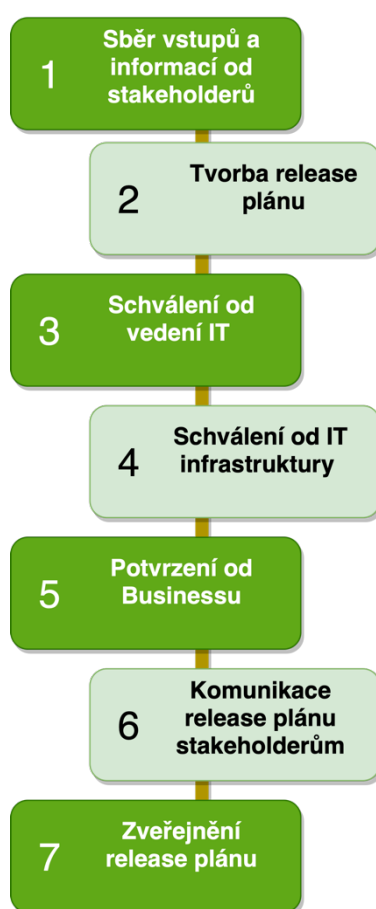 1
Sběr vstupů a
informací od
stakeholderů
2
Tvorba release
plánu
3
Schválení od
vedení IT
4
Schválení od IT
infrastruktury
5
Potvrzení od
Businessu
6
Komunikace
release plánu
stakeholderům
7
Zveřejnění
release plánu